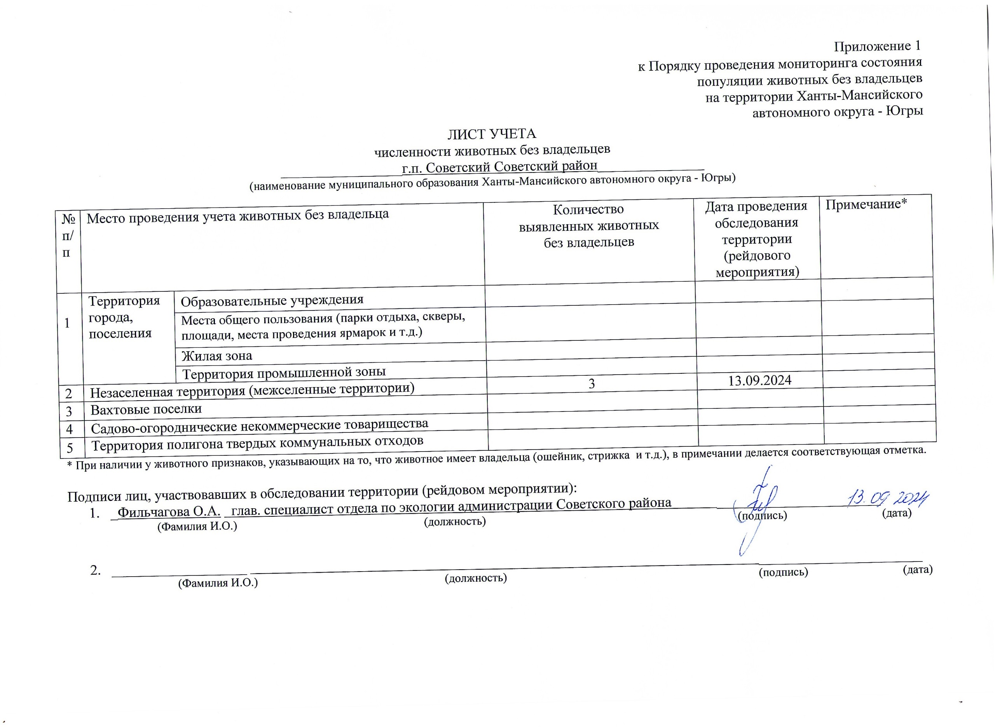 Приложение 1
к Порядку проведения мониторинга состояния
популяции животных без владельцев
на территории Ханты-Мансийского
автономного округа - Югры
ЛИСТ УЧЕТА
численности животных без владельцев
г.п. Советский Советский район
(наименование муниципального образования Ханты-Мансийского автономного округа - Югры)
№ п/п Место проведения учета животных без владельца Количество выявленных животных без владельцев Дата проведения обследования территории (рейдового мероприятия) Примечание*
1 Территория города, поселения Образовательные учреждения
Места общего пользования (парки отдыха, скверы,
площади, места проведения ярмарок и т.д.)
Жилая зона
Территория промышленной зоны
2 Незаселенная территория (межселенные территории) 3 13.09.2024
3 Вахтовые поселки
4 Садово-огороднические некоммерческие товарищества
5 Территория полигона твердых коммунальных отходов
* При наличии у животного признаков, указывающих на то, что животное имеет владельца (ошейник, стрижка и т.д.), в примечании делается соответствующая отметка.
Подписи лиц, участвовавших в обследовании территории (рейдовом мероприятии):
1. Фильчагова О.А. глав. специалист отдела по экологии администрации Советского района 13.09 2024
(Фамилия И.О.) (должность) (подпись) (дата)
2.
(Фамилия И.О.) (должность) (подпись) (дата)